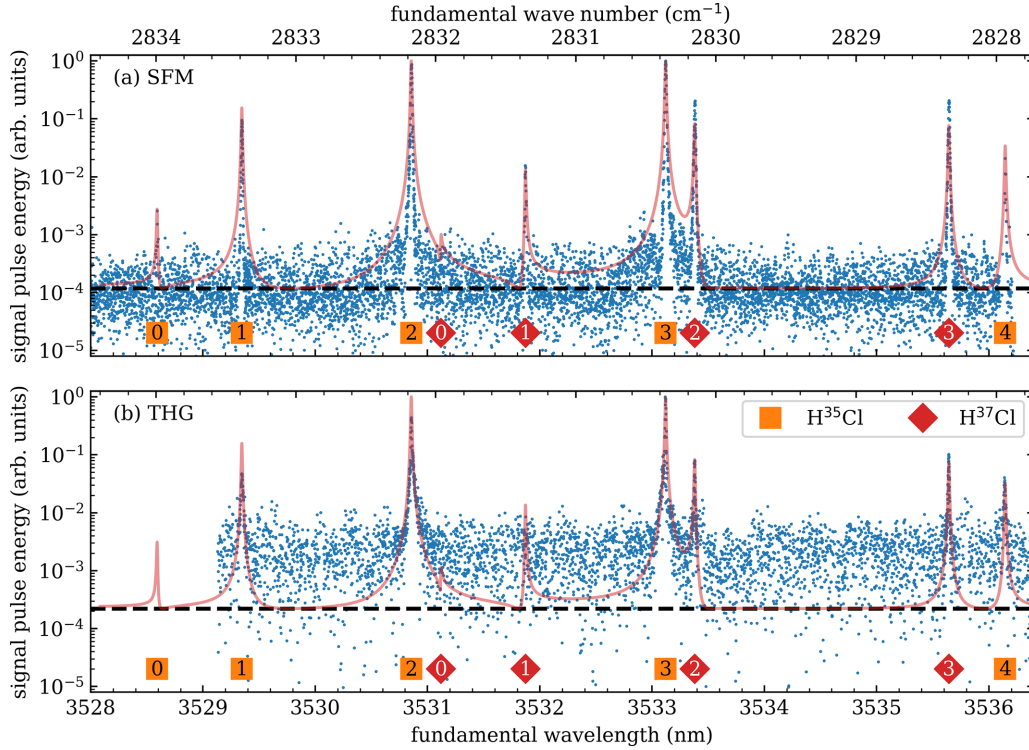 fundamental wave number (cm⁻¹)
2834 2833 2832 2831 2830 2829 2828
(a) SFM
signal pulse energy (arb. units)
10⁰
10⁻¹
10⁻²
10⁻³
10⁻⁴
10⁻⁵
0 1 2 0 1 3 2 3 4
(b) THG
H³⁵Cl H³⁷Cl
signal pulse energy (arb. units)
10⁰
10⁻¹
10⁻²
10⁻³
10⁻⁴
10⁻⁵
0 1 2 0 1 3 2 3 4
3528 3529 3530 3531 3532 3533 3534 3535 3536
fundamental wavelength (nm)